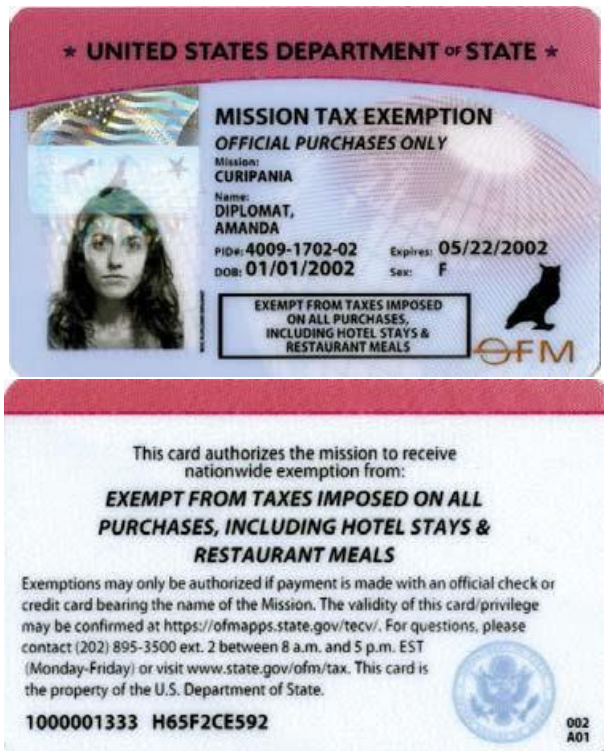 ★ UNITED STATES DEPARTMENT OF STATE ★
MISSION TAX EXEMPTION
OFFICIAL PURCHASES ONLY
Mission:
CURIPANIA
Name:
DIPLOMAT,
AMANDA
PID#: 4009-1702-02 Expires: 05/22/2002
DOB: 01/01/2002 Sex: F
EXEMPT FROM TAXES IMPOSED
ON ALL PURCHASES,
INCLUDING HOTEL STAYS &
RESTAURANT MEALS
OFM
This card authorizes the mission to receive
nationwide exemption from:
EXEMPT FROM TAXES IMPOSED ON ALL
PURCHASES, INCLUDING HOTEL STAYS &
RESTAURANT MEALS
Exemptions may only be authorized if payment is made with an official check or
credit card bearing the name of the Mission. The validity of this card/privilege
may be confirmed at https://ofmapps.state.gov/tecv/. For questions, please
contact (202) 895-3500 ext. 2 between 8 a.m. and 5 p.m. EST
(Monday-Friday) or visit www.state.gov/ofm/tax. This card is
the property of the U.S. Department of State.
1000001333 H65F2CE592
002
A01